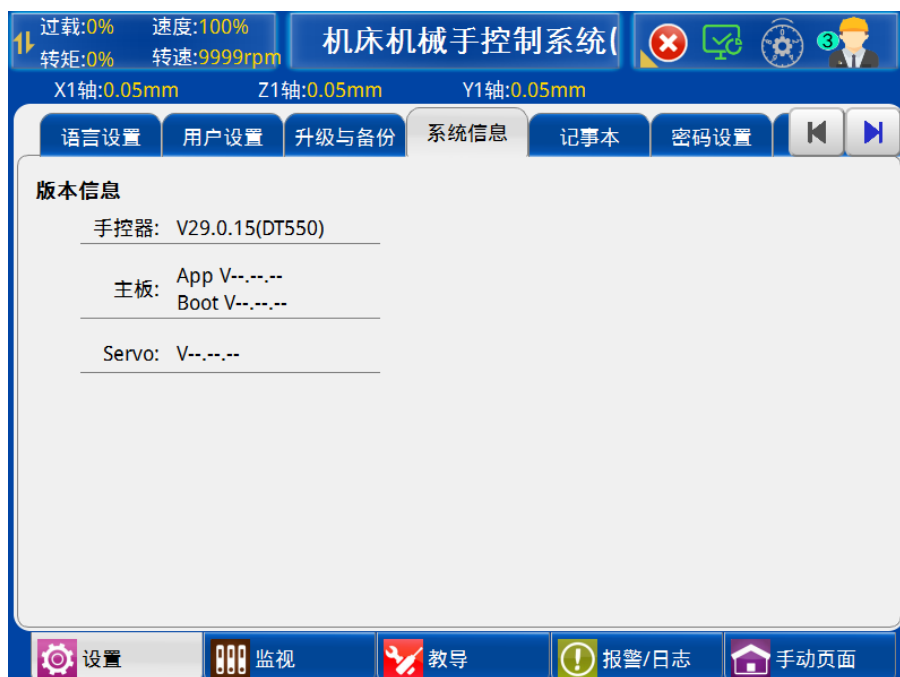 过载:0% 速度:100%
转矩:0% 转速:9999rpm
机床机械手控制系统(
3
X1轴:0.05mm Z1轴:0.05mm Y1轴:0.05mm
语言设置 用户设置 升级与备份 系统信息 记事本 密码设置
版本信息
手控器: V29.0.15(DT550)
主板: App V--.--.--
Boot V--.--.--
Servo: V--.--.--
设置 监视 教导 报警/日志 手动页面